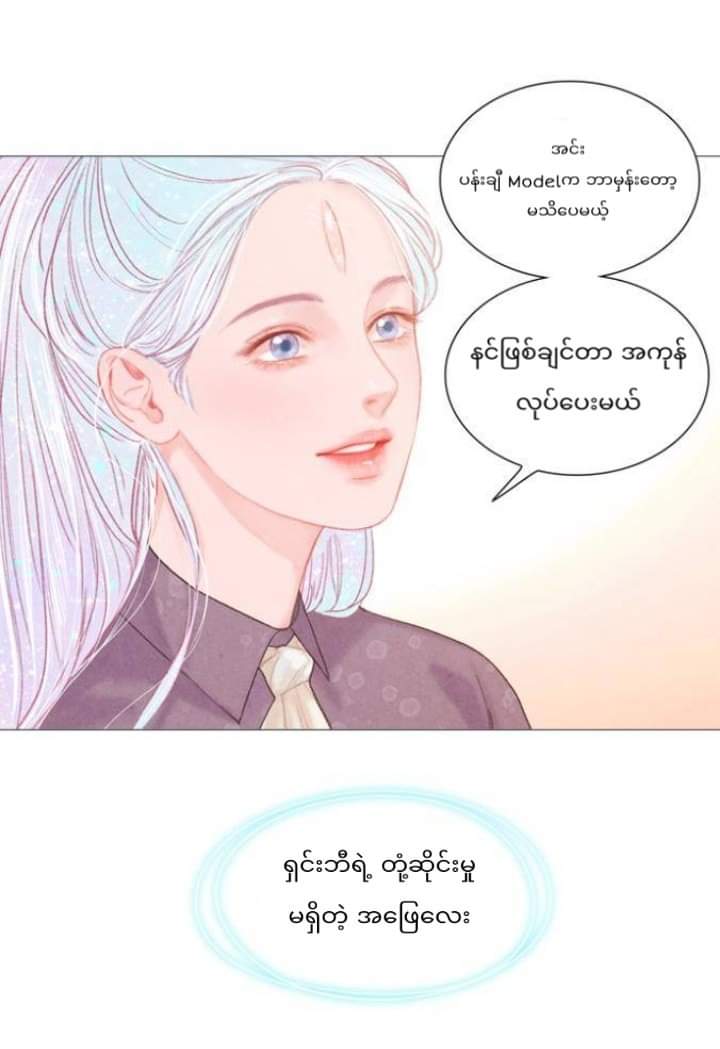 အင်း
ပန်းချီ Modelက ဘာမှန်းတော့
မသိပေမယ့်
နင်ဖြစ်ချင်တာ အကုန်
လုပ်ပေးမယ်
ရှင်းဘီရဲ့ တုံ့ဆိုင်းမှု
မရှိတဲ့ အဖြေလေး